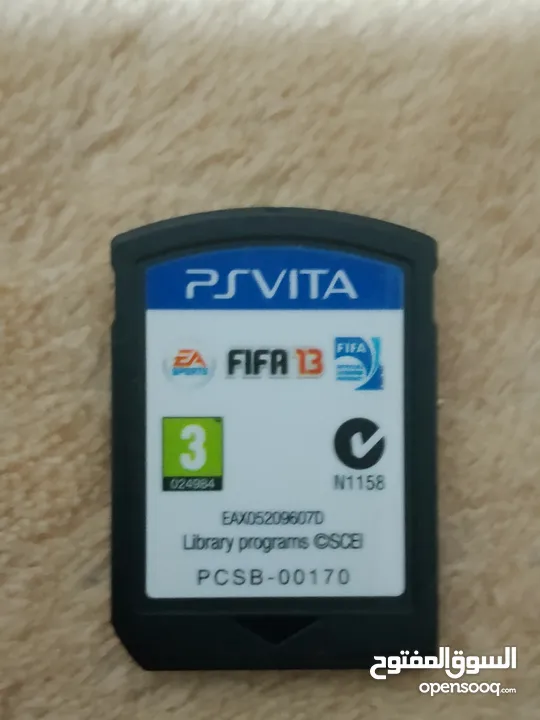 PSVITA
EA SPORTS FIFA 13 FIFA
3
024984
N1158
EAX05209607D
Library programs ©SCEI
PCSB-00170
السوق المفتوح
opensooq.com